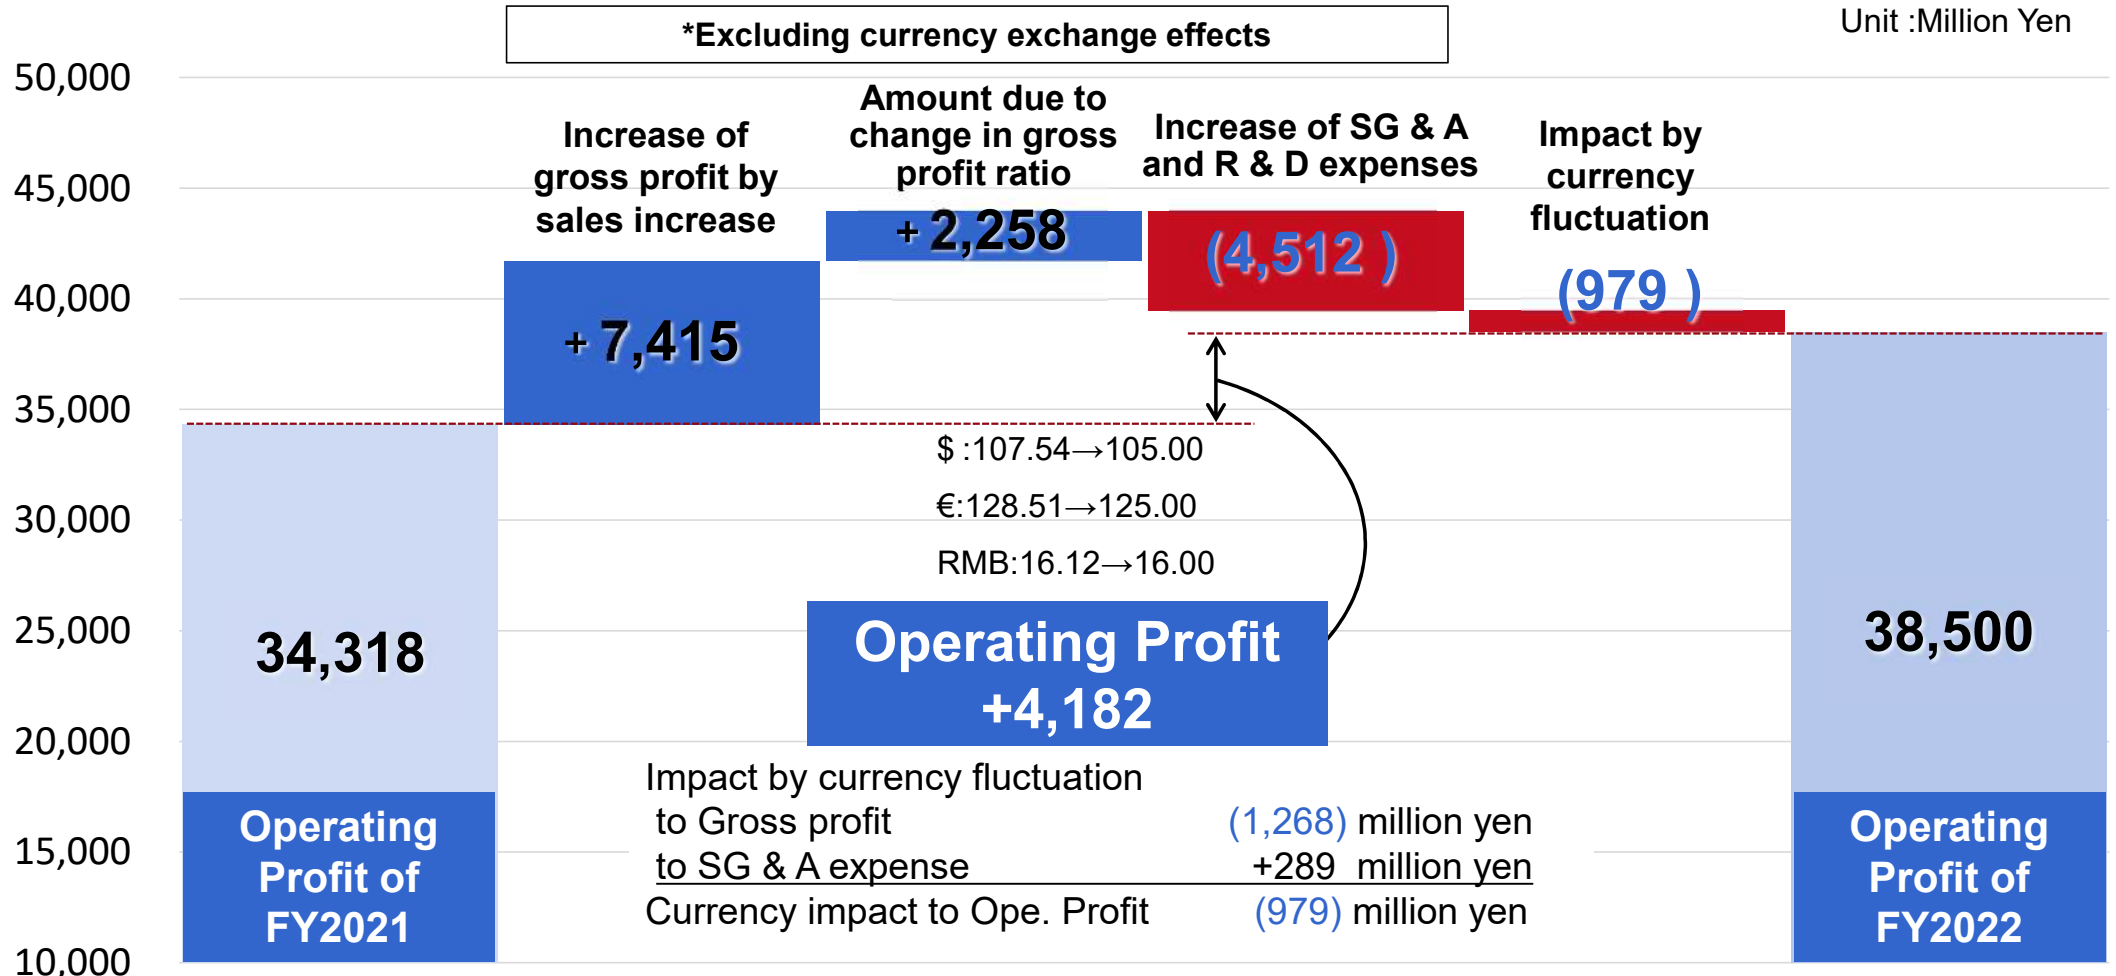 *Excluding currency exchange effects
Unit :Million Yen
50,000
45,000
40,000
35,000
30,000
25,000
20,000
15,000
10,000
Increase of
gross profit by
sales increase
+ 7,415
Amount due to
change in gross
profit ratio
+ 2,258
Increase of SG & A
and R & D expenses
(4,512 )
Impact by
currency
fluctuation
(979 )
$ :107.54→105.00
€:128.51→125.00
RMB:16.12→16.00
34,318
Operating
Profit of
FY2021
Operating Profit
+4,182
38,500
Operating
Profit of
FY2022
Impact by currency fluctuation
to Gross profit (1,268) million yen
to SG & A expense +289 million yen
Currency impact to Ope. Profit (979) million yen